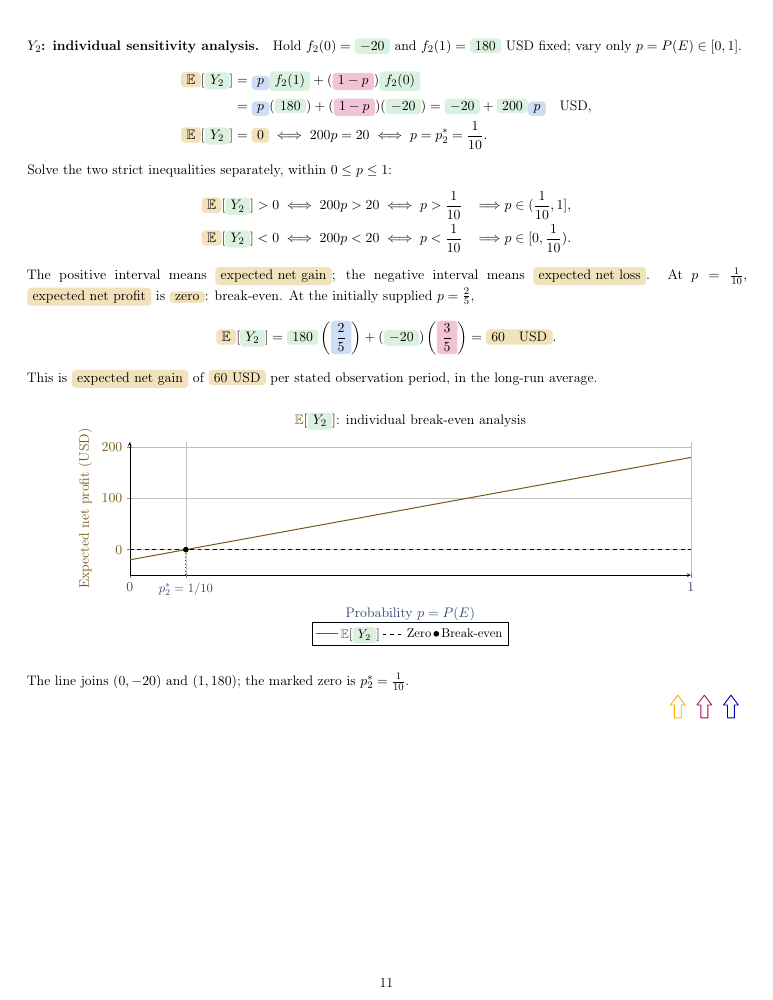 Y₂: individual sensitivity analysis. Hold f₂(0) = −20 and f₂(1) = 180 USD fixed; vary only p = P(E) ∈ [0, 1].
𝔼[Y₂] = p f₂(1) + (1 − p) f₂(0)
= p(180) + (1 − p)(−20) = −20 + 200 p USD,
𝔼[Y₂] = 0 ⟺ 200p = 20 ⟺ p = p₂* = 1/10.
Solve the two strict inequalities separately, within 0 ≤ p ≤ 1:
𝔼[Y₂] > 0 ⟺ 200p > 20 ⟺ p > 1/10 ⟹ p ∈ (1/10, 1],
𝔼[Y₂] < 0 ⟺ 200p < 20 ⟺ p < 1/10 ⟹ p ∈ [0, 1/10).
The positive interval means expected net gain; the negative interval means expected net loss. At p = 1/10,
expected net profit is zero: break-even. At the initially supplied p = 2/5,
𝔼[Y₂] = 180 (2/5) + (−20) (3/5) = 60 USD.
This is expected net gain of 60 USD per stated observation period, in the long-run average.
𝔼[Y₂]: individual break-even analysis
Expected net profit (USD)
200
100
0
0 p₂* = 1/10 1
Probability p = P(E)
𝔼[Y₂] Zero Break-even
The line joins (0, −20) and (1, 180); the marked zero is p₂* = 1/10.
11